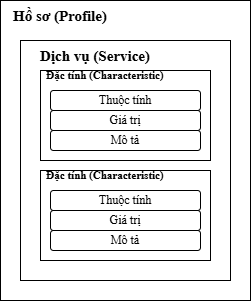 Hồ sơ (Profile)
Dịch vụ (Service)
Đặc tính (Characteristic)
Thuộc tính
Giá trị
Mô tả
Đặc tính (Characteristic)
Thuộc tính
Giá trị
Mô tả